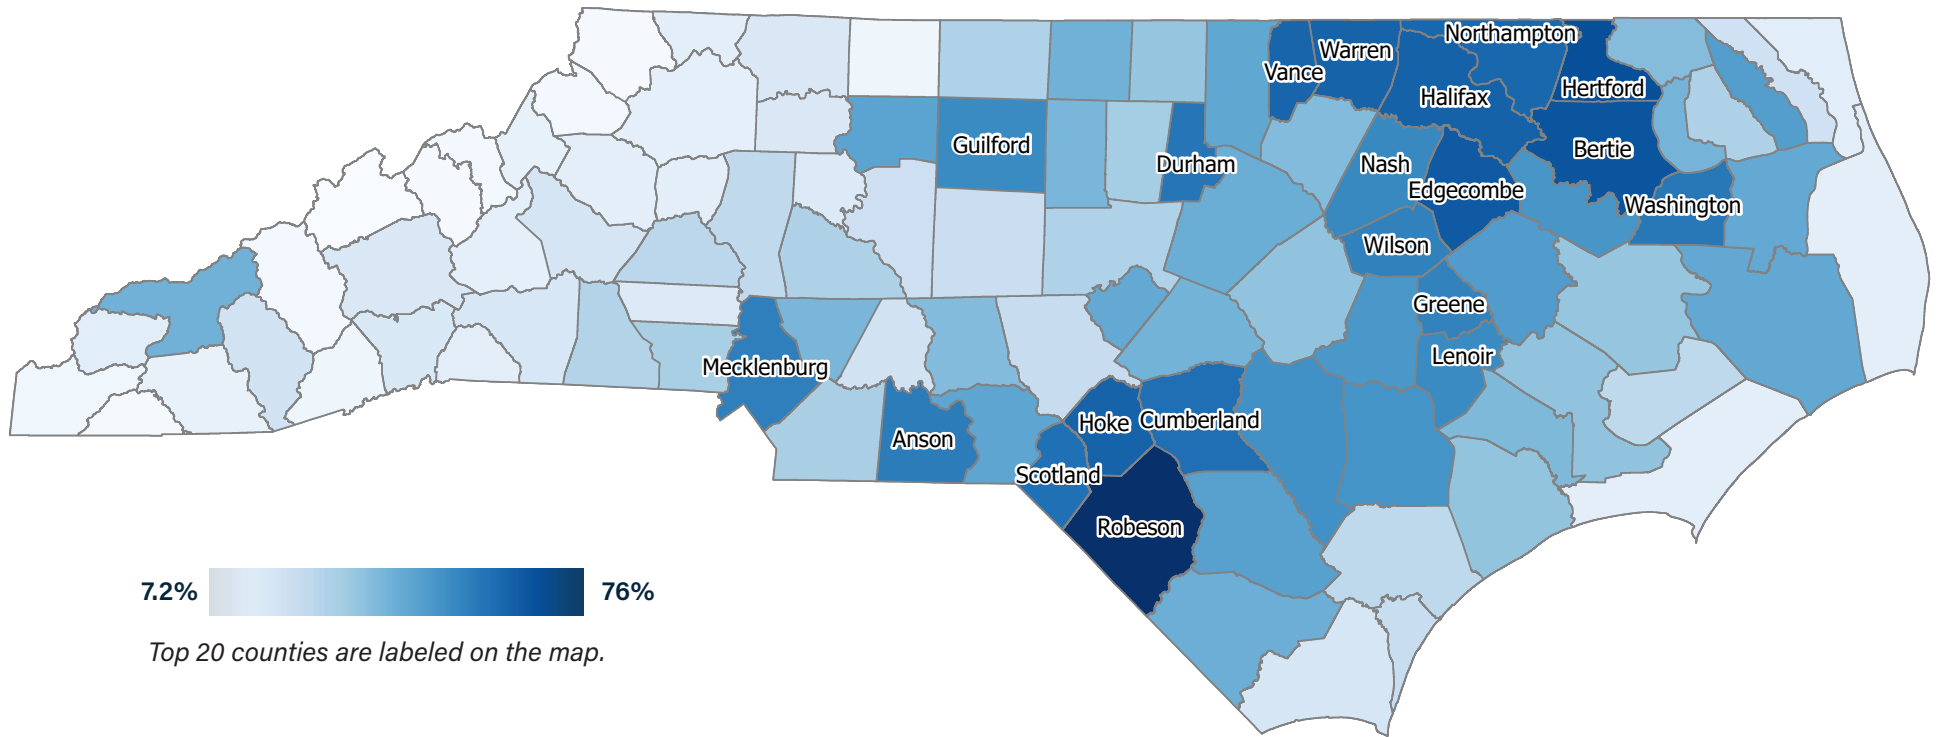 Northampton
Warren
Vance
Hertford
Halifax
Guilford
Bertie
Durham
Nash
Edgecombe
Washington
Wilson
Greene
Lenoir
Mecklenburg
Hoke
Cumberland
Anson
Scotland
Robeson
7.2% 76%
Top 20 counties are labeled on the map.